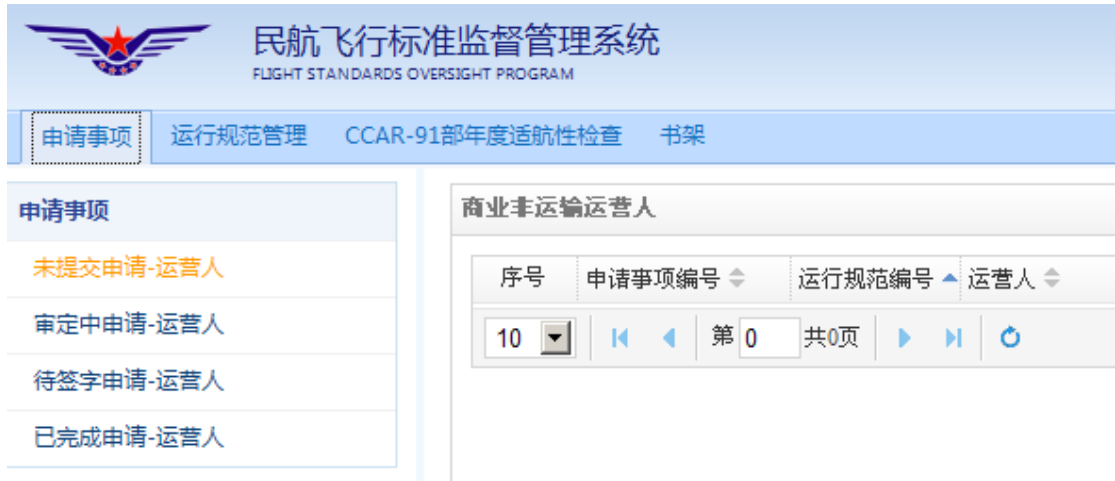 民航飞行标准监督管理系统
FLIGHT STANDARDS OVERSIGHT PROGRAM
申请事项 运行规范管理 CCAR-91部年度适航性检查 书架
申请事项
未提交申请-运营人
审定中申请-运营人
待签字申请-运营人
已完成申请-运营人
商业非运输运营人
序号 申请事项编号 运行规范编号 运营人
10 第 0 共0页